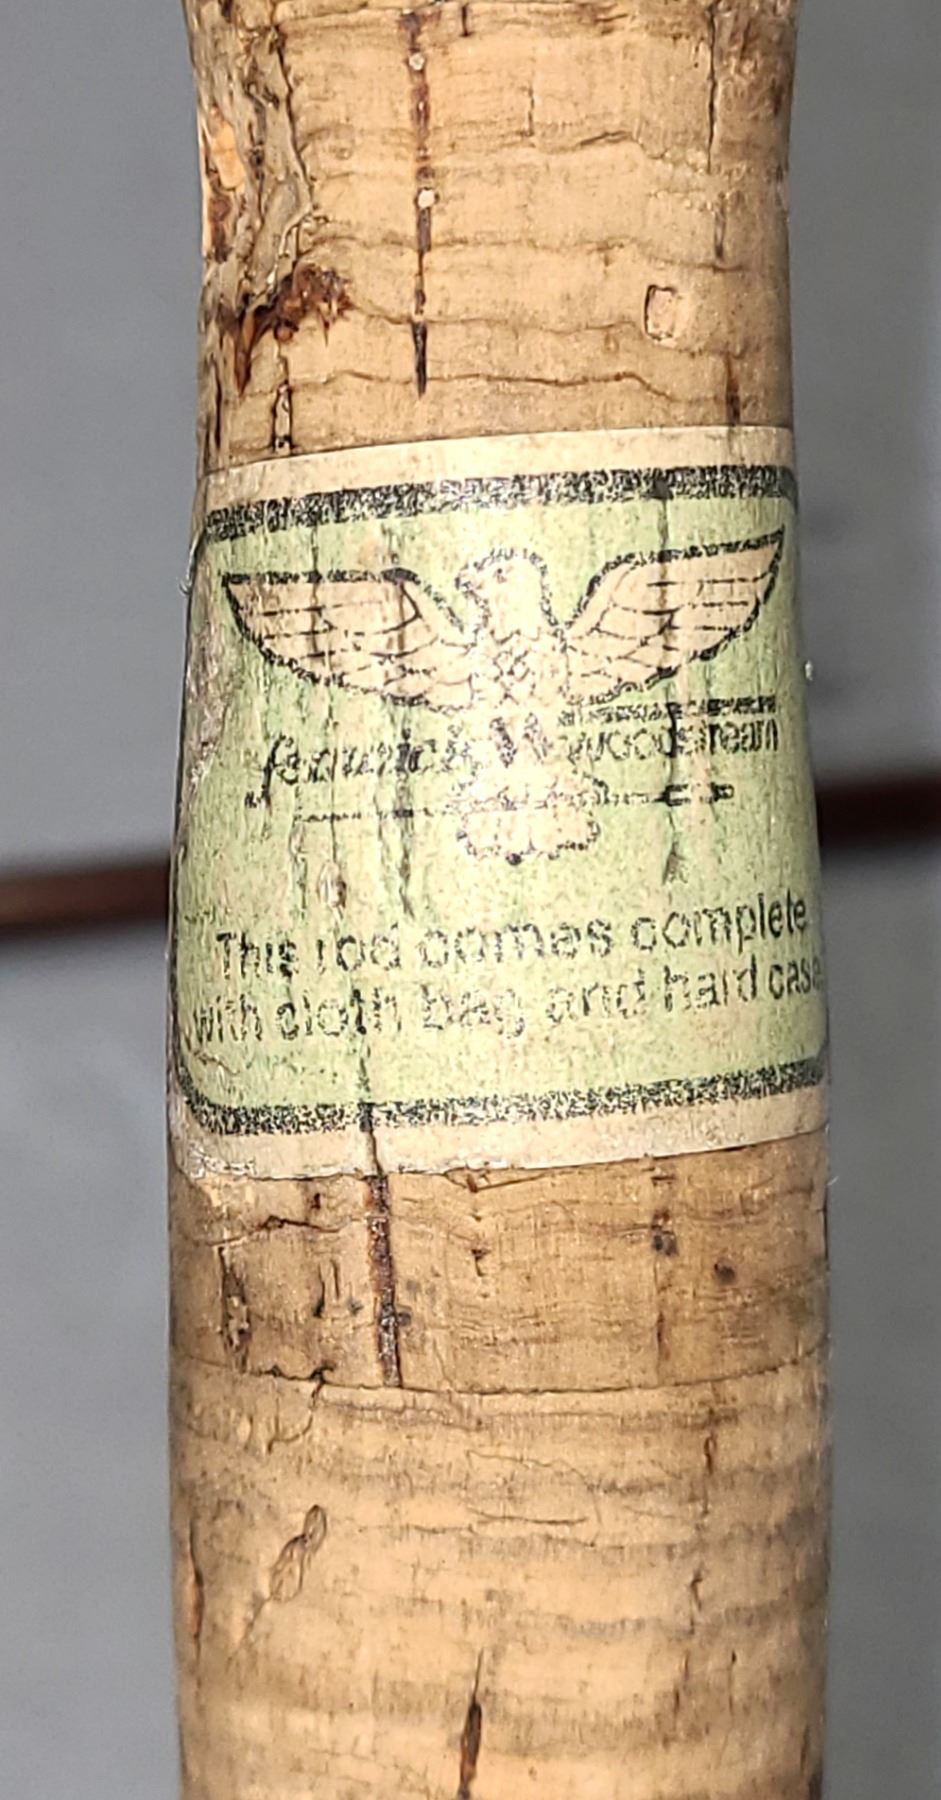 fenwick Woodstream
This rod comes complete
with cloth bag and hard case